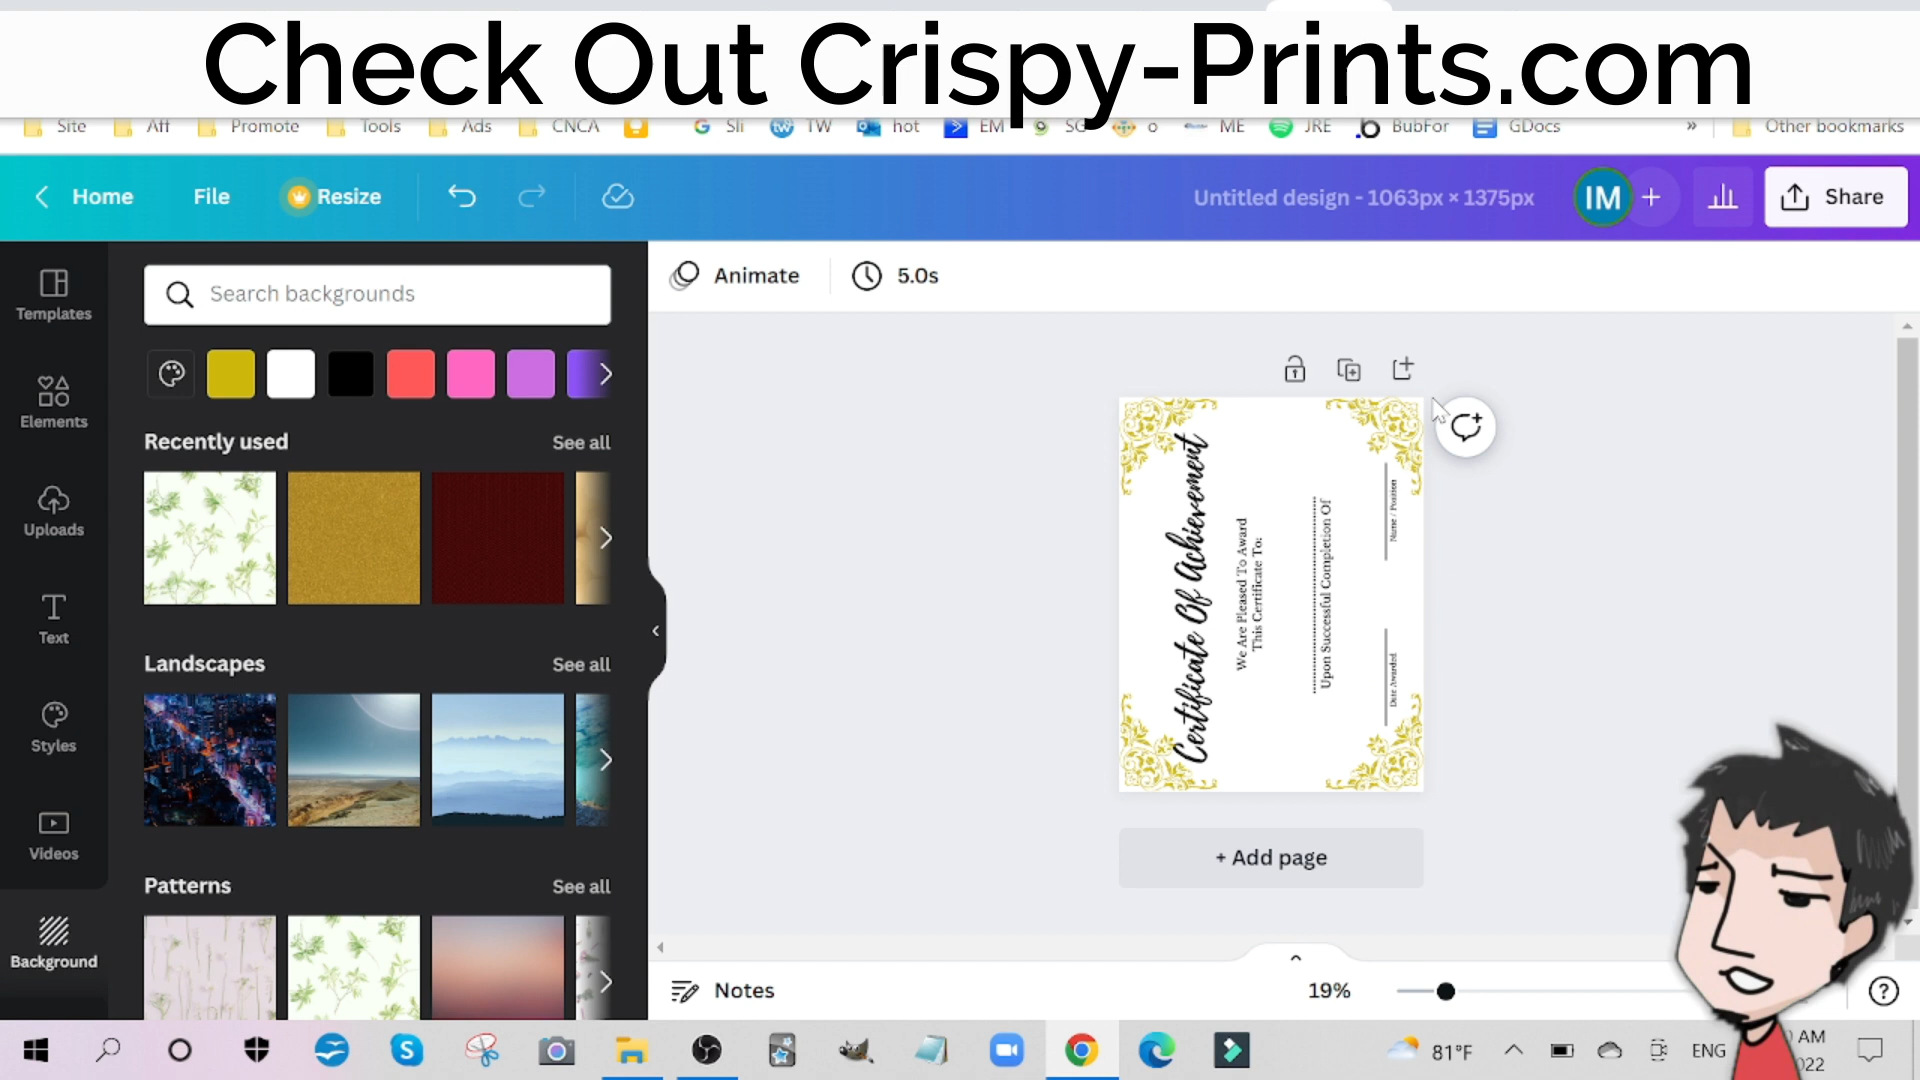 Check Out Crispy-Prints.com
Site Aff Promote Tools Ads CNCA Sli TW hot EM SG o ME JRE BubFor GDocs » Other bookmarks
Home File Resize Untitled design - 1063px × 1375px IM + Share
Templates
Elements
Uploads
Text
Styles
Videos
Background
Search backgrounds
Recently used See all
Landscapes See all
Patterns See all
Animate 5.0s
Certificate Of Achievement
We Are Pleased To Award
This Certificate To:
Upon Successful Completion Of
Date Awarded
Name / Position
+ Add page
Notes 19%
81°F ENG AM
022